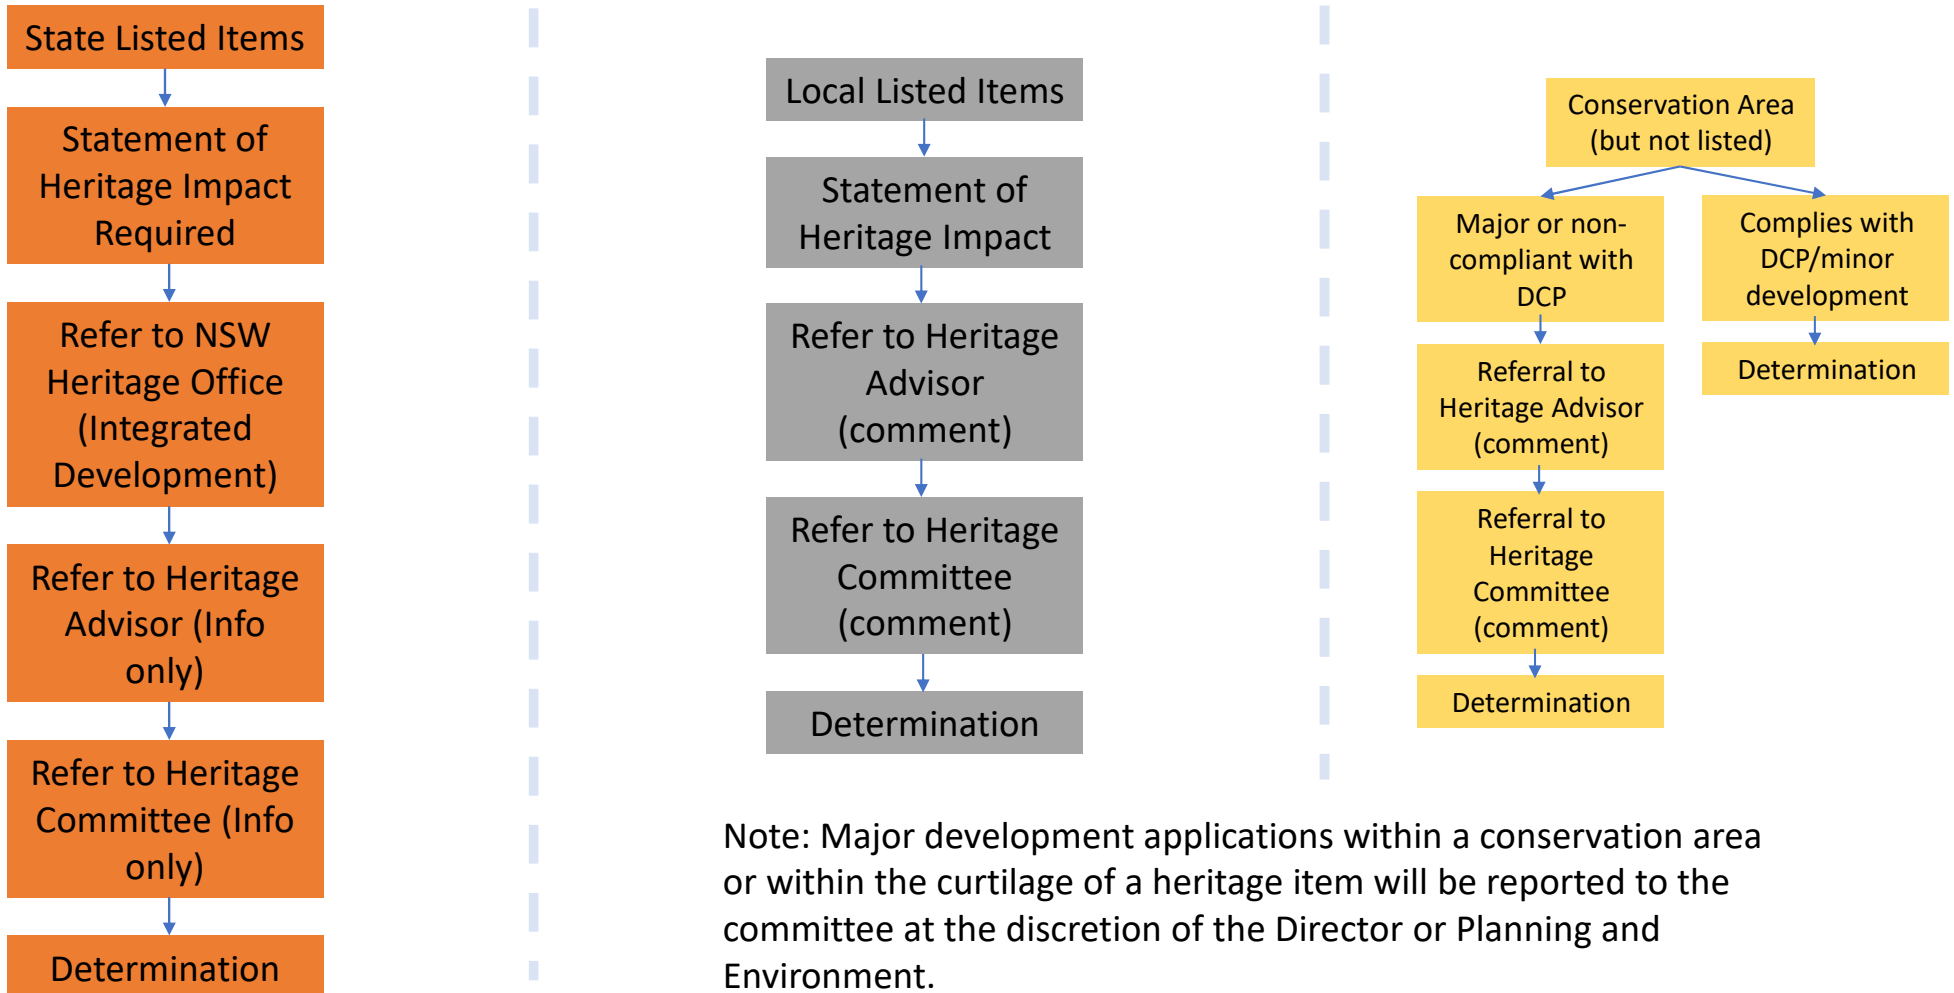 State Listed Items
Statement of
Heritage Impact
Required
Refer to NSW
Heritage Office
(Integrated
Development)
Refer to Heritage
Advisor (Info
only)
Refer to Heritage
Committee (Info
only)
Determination
Local Listed Items
Statement of
Heritage Impact
Refer to Heritage
Advisor
(comment)
Refer to Heritage
Committee
(comment)
Determination
Conservation Area
(but not listed)
Major or non-
compliant with
DCP
Referral to
Heritage Advisor
(comment)
Referral to
Heritage
Committee
(comment)
Determination
Complies with
DCP/minor
development
Determination
Note: Major development applications within a conservation area
or within the curtilage of a heritage item will be reported to the
committee at the discretion of the Director or Planning and
Environment.